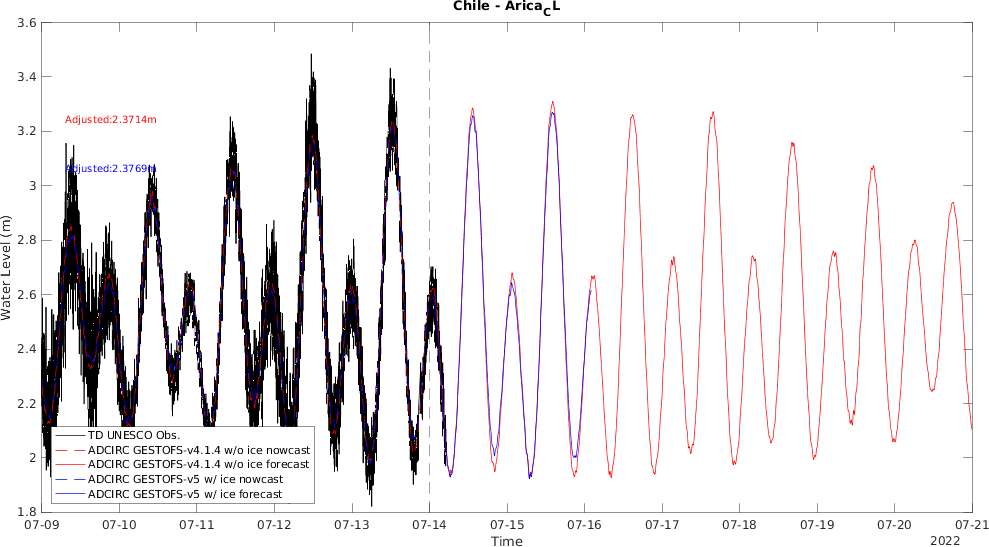 Chile - Arica_CL
3.6
3.4
3.2
3
2.8
2.6
2.4
2.2
2
1.8
Water Level (m)
Adjusted:2.3714m
Adjusted:2.3769m
TD UNESCO Obs.
ADCIRC GESTOFS-v4.1.4 w/o ice nowcast
ADCIRC GESTOFS-v4.1.4 w/o ice forecast
ADCIRC GESTOFS-v5 w/ ice nowcast
ADCIRC GESTOFS-v5 w/ ice forecast
07-09 07-10 07-11 07-12 07-13 07-14 07-15 07-16 07-17 07-18 07-19 07-20 07-21
Time
2022